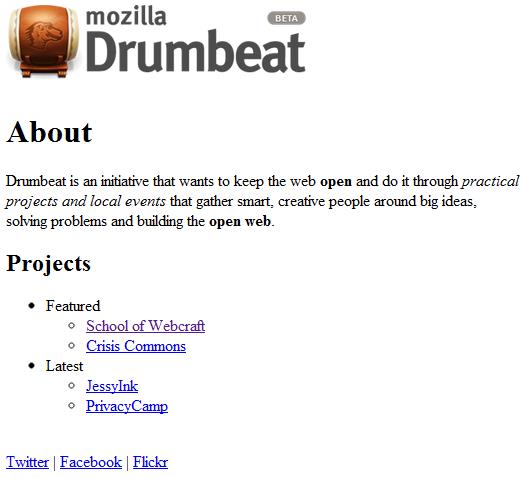 mozilla BETA
Drumbeat
About
Drumbeat is an initiative that wants to keep the web open and do it through practical
projects and local events that gather smart, creative people around big ideas,
solving problems and building the open web.
Projects
Featured
School of Webcraft
Crisis Commons
Latest
JessyInk
PrivacyCamp
Twitter | Facebook | Flickr